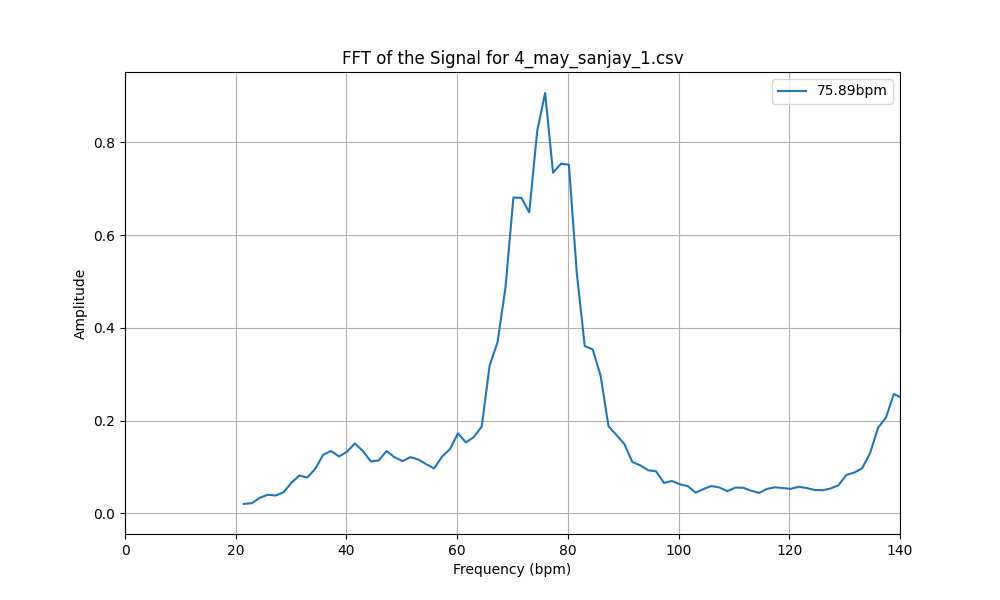 FFT of the Signal for 4_may_sanjay_1.csv
75.89bpm
Amplitude
0.8
0.6
0.4
0.2
0.0
0 20 40 60 80 100 120 140
Frequency (bpm)